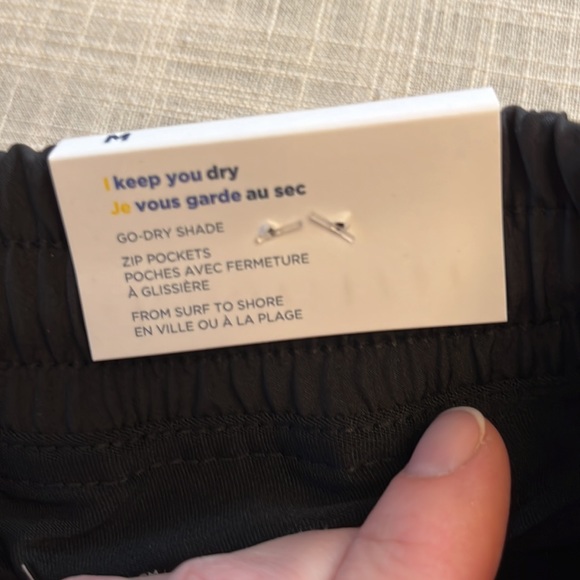 M
I keep you dry
Je vous garde au sec
GO-DRY SHADE
ZIP POCKETS
POCHES AVEC FERMETURE
À GLISSIÈRE
FROM SURF TO SHORE
EN VILLE OU À LA PLAGE